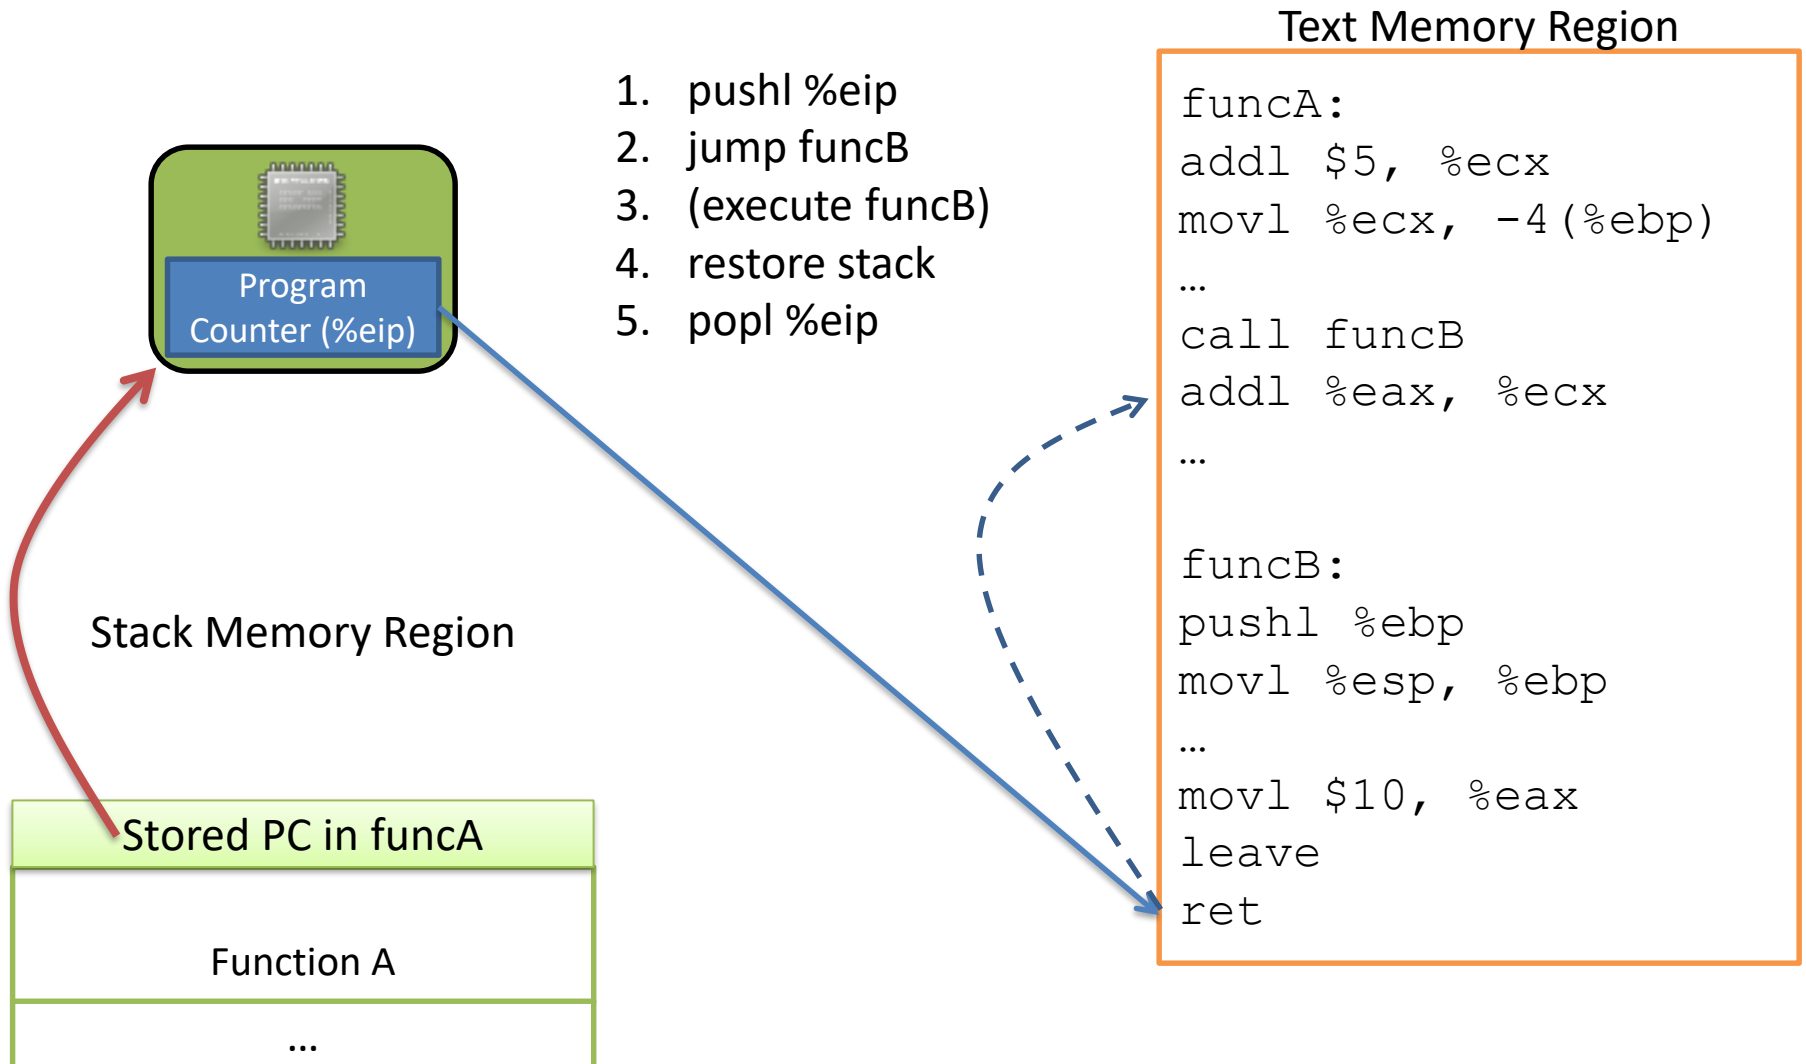 Text Memory Region
1. pushl %eip
2. jump funcB
3. (execute funcB)
4. restore stack
5. popl %eip
Program
Counter (%eip)
funcA:
addl $5, %ecx
movl %ecx, -4(%ebp)
…
call funcB
addl %eax, %ecx
…
funcB:
pushl %ebp
movl %esp, %ebp
…
movl $10, %eax
leave
ret
Stack Memory Region
Stored PC in funcA
Function A
…